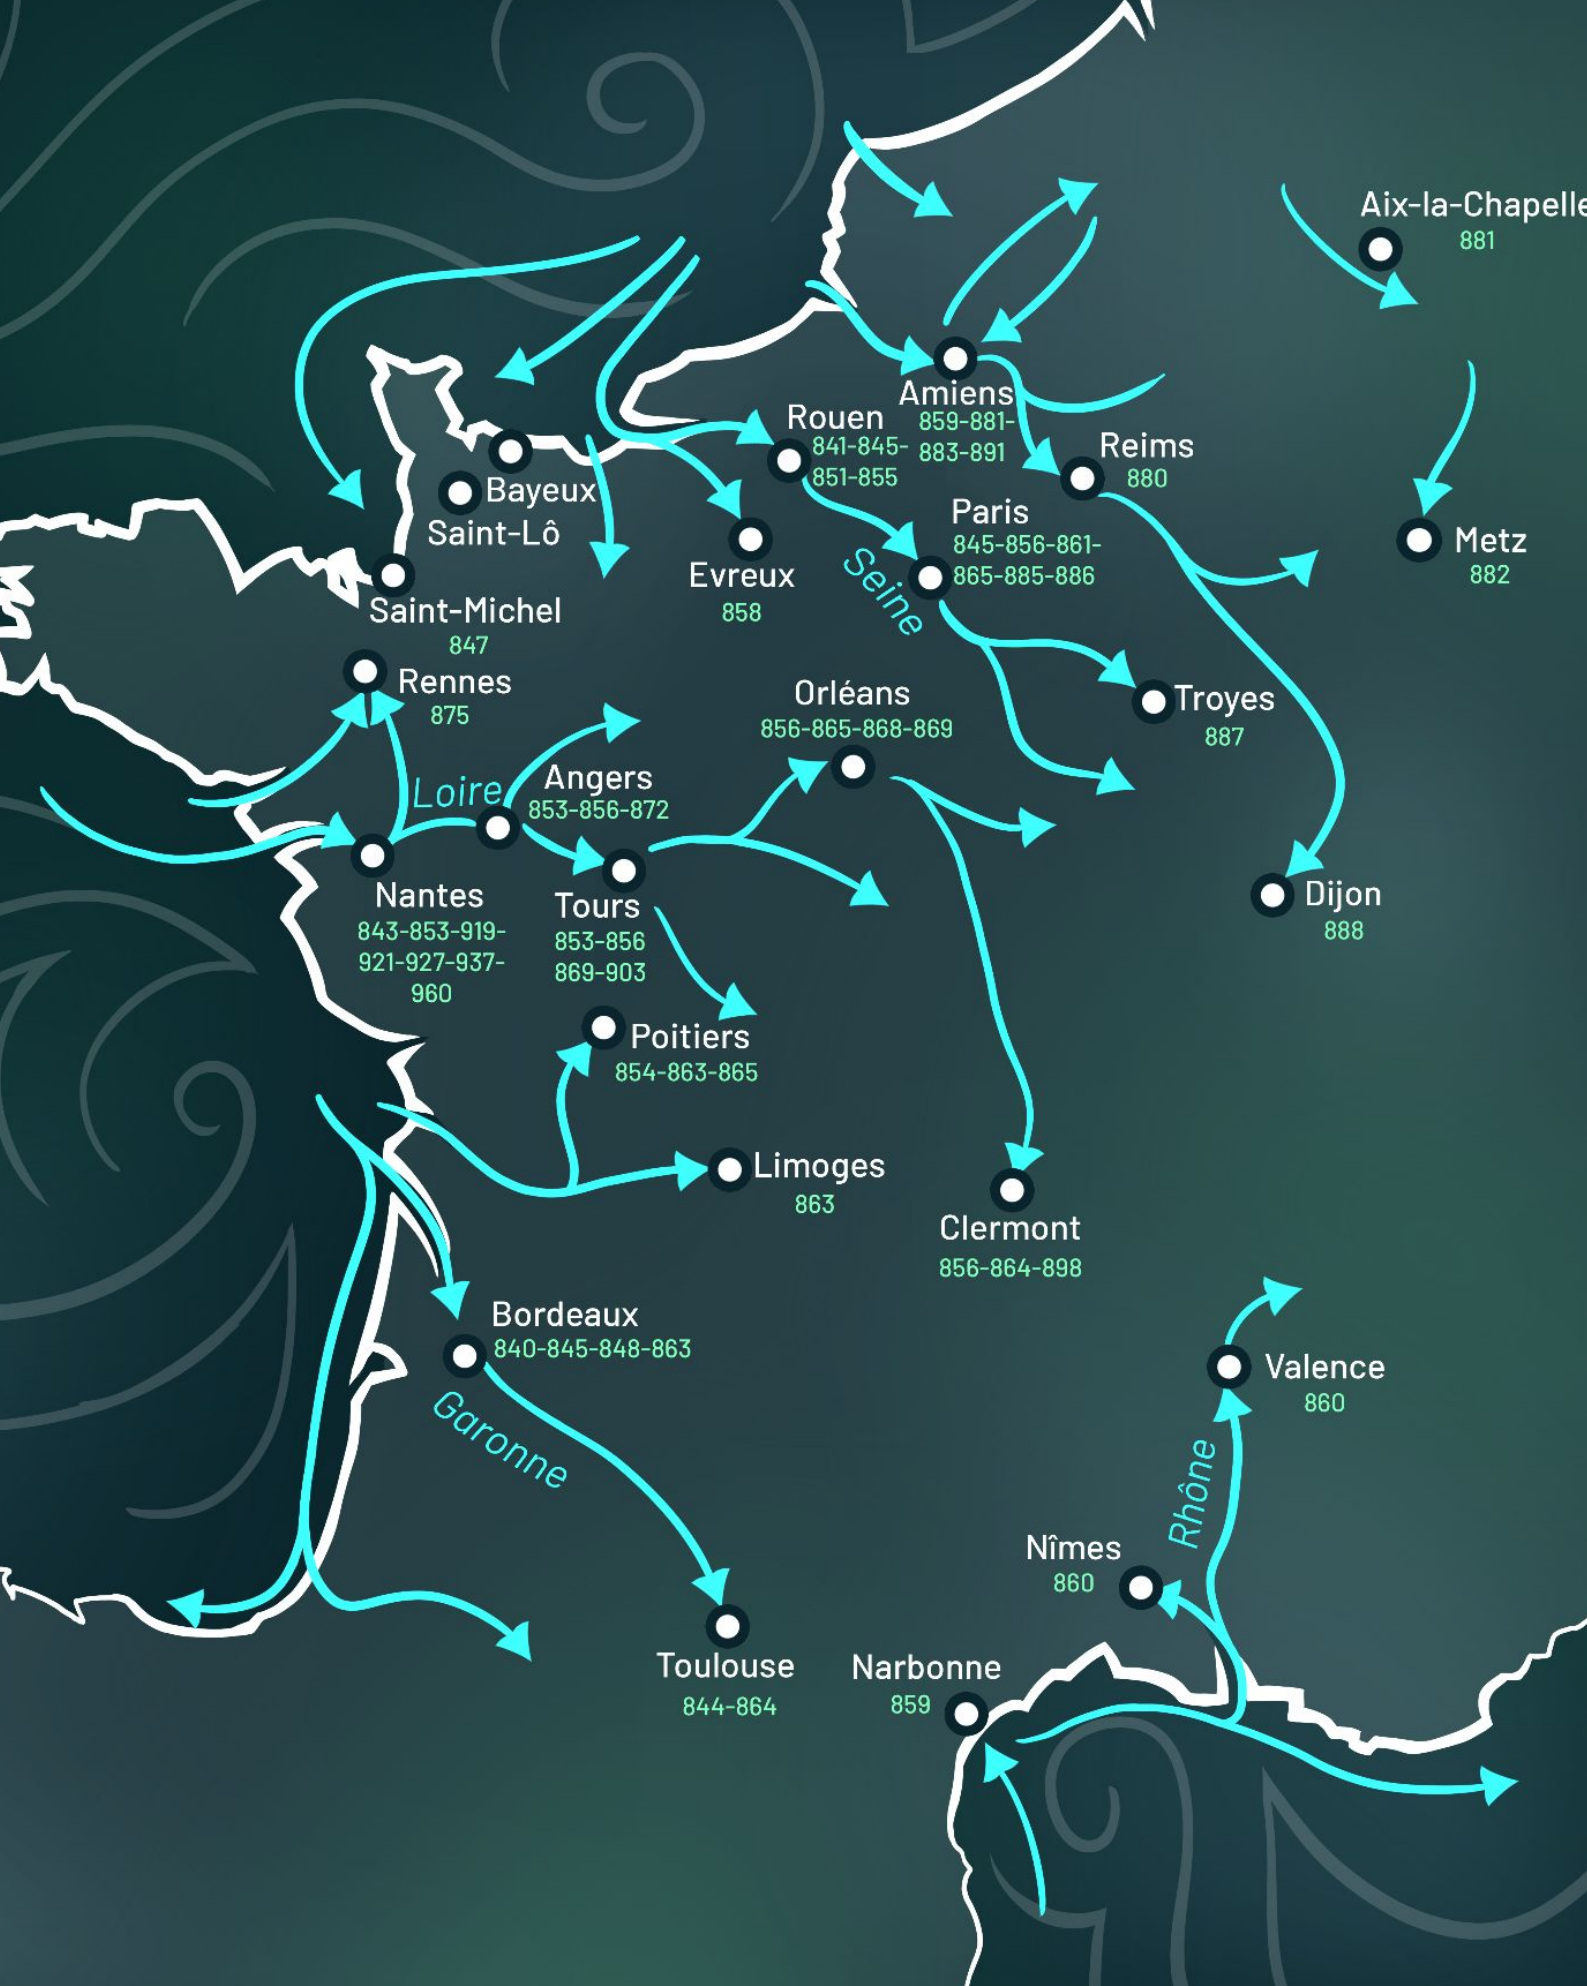 Aix-la-Chapelle
881
Amiens
859-881-
883-891
Rouen
841-845-
851-855
Reims
880
Bayeux
Saint-Lô
Paris
845-856-861-
865-885-886
Metz
882
Evreux
858
Seine
Saint-Michel
847
Rennes
875
Orléans
856-865-868-869
Troyes
887
Loire
Angers
853-856-872
Nantes
843-853-919-
921-927-937-
960
Tours
853-856
869-903
Dijon
888
Poitiers
854-863-865
Limoges
863
Clermont
856-864-898
Bordeaux
840-845-848-863
Garonne
Valence
860
Rhône
Nîmes
860
Toulouse
844-864
Narbonne
859